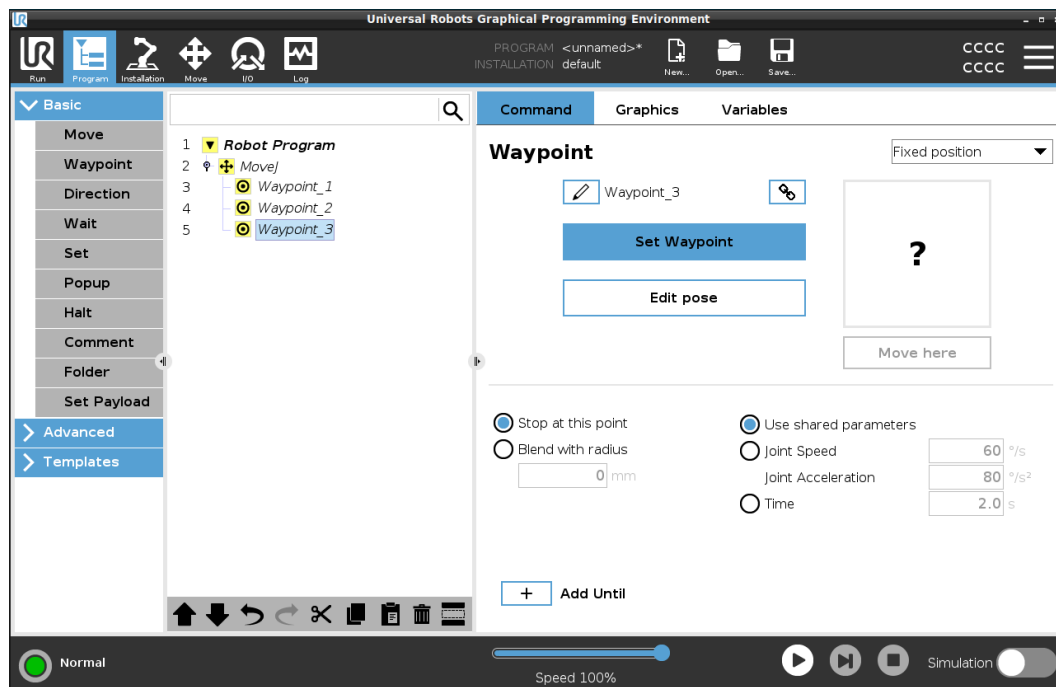 Universal Robots Graphical Programming Environment
UR
Run
Program
Installation
Move
I/O
Log
PROGRAM <unnamed>*
INSTALLATION default
New...
Open...
Save...
CCCC
CCCC
Basic
Move
Waypoint
Direction
Wait
Set
Popup
Halt
Comment
Folder
Set Payload
Advanced
Templates
1 Robot Program
2 MoveJ
3 Waypoint_1
4 Waypoint_2
5 Waypoint_3
Command Graphics Variables
Waypoint
Fixed position
Waypoint_3
Set Waypoint
Edit pose
?
Move here
Stop at this point
Blend with radius
0 mm
Use shared parameters
Joint Speed 60 °/s
Joint Acceleration 80 °/s²
Time 2.0 s
+ Add Until
Normal
Speed 100%
Simulation